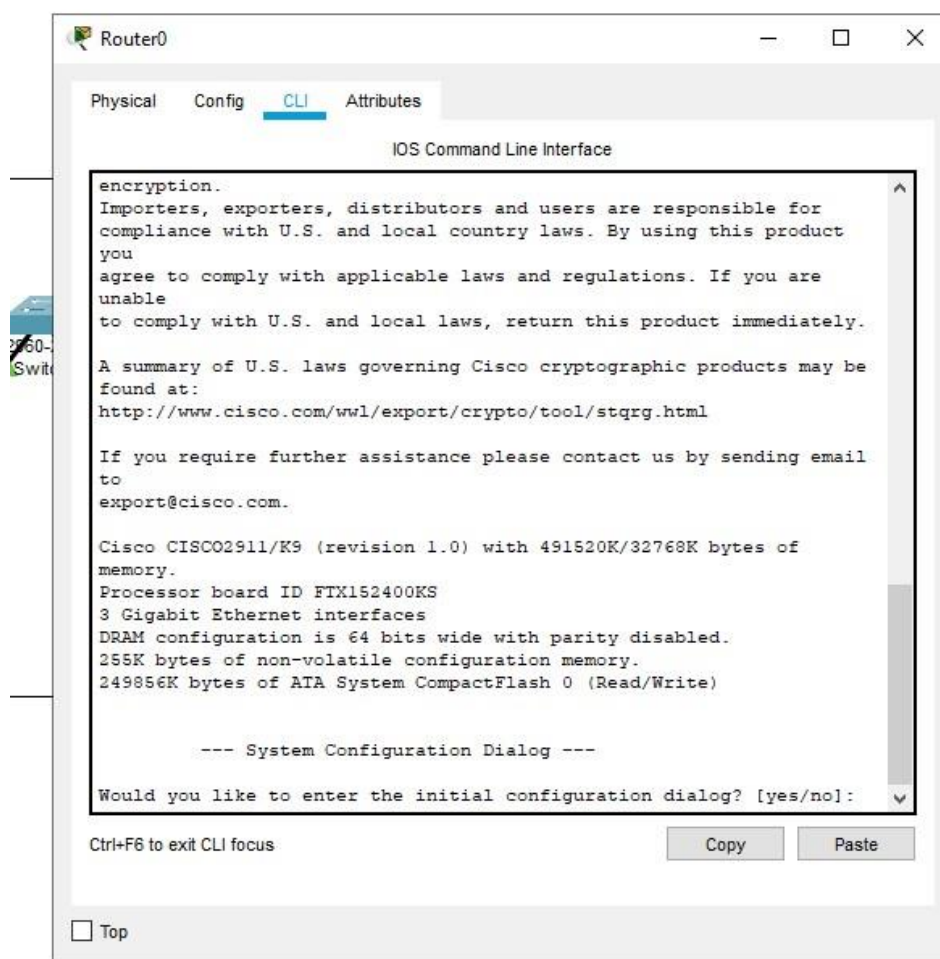 Router0
Physical Config CLI Attributes
IOS Command Line Interface
encryption.
Importers, exporters, distributors and users are responsible for
compliance with U.S. and local country laws. By using this product
you
agree to comply with applicable laws and regulations. If you are
unable
to comply with U.S. and local laws, return this product immediately.
A summary of U.S. laws governing Cisco cryptographic products may be
found at:
http://www.cisco.com/wwl/export/crypto/tool/stqrg.html
If you require further assistance please contact us by sending email
to
export@cisco.com.
Cisco CISCO2911/K9 (revision 1.0) with 491520K/32768K bytes of
memory.
Processor board ID FTX152400KS
3 Gigabit Ethernet interfaces
DRAM configuration is 64 bits wide with parity disabled.
255K bytes of non-volatile configuration memory.
249856K bytes of ATA System CompactFlash 0 (Read/Write)
--- System Configuration Dialog ---
Would you like to enter the initial configuration dialog? [yes/no]:
Ctrl+F6 to exit CLI focus
Copy Paste
Top